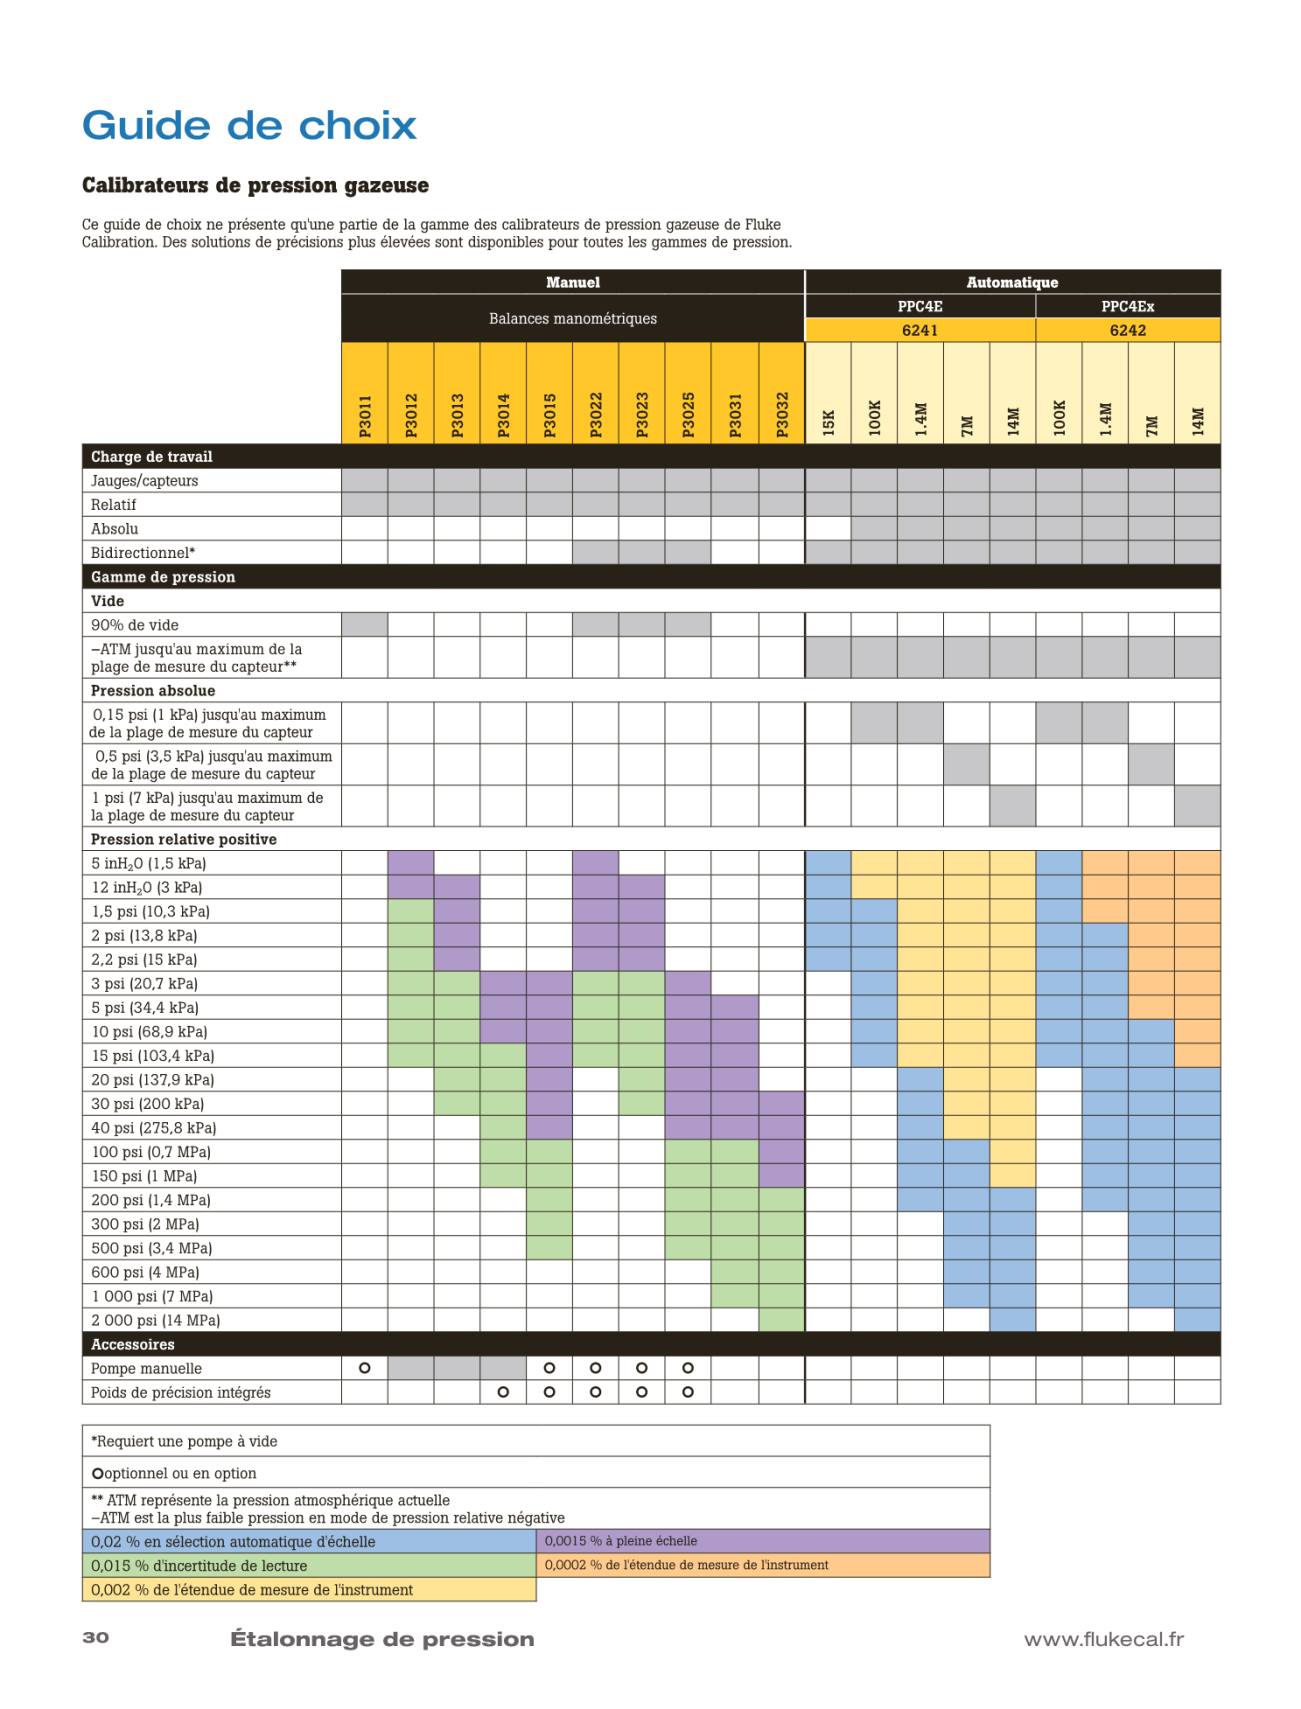 Guide de choix
Calibrateurs de pression gazeuse
Ce guide de choix ne présente qu'une partie de la gamme des calibrateurs de pression gazeuse de Fluke
Calibration. Des solutions de précisions plus élevées sont disponibles pour toutes les gammes de pression.
Manuel Automatique
Balances manométriques PPC4E PPC4Ex
6241 6242
P3011 P3012 P3013 P3014 P3015 P3022 P3023 P3025 P3031 P3032 15K 100K 1.4M 7M 14M 100K 1.4M 7M 14M
Charge de travail
Jauges/capteurs
Relatif
Absolu
Bidirectionnel*
Gamme de pression
Vide
90% de vide
–ATM jusqu'au maximum de la
plage de mesure du capteur**
Pression absolue
0,15 psi (1 kPa) jusqu'au maximum
de la plage de mesure du capteur
0,5 psi (3,5 kPa) jusqu'au maximum
de la plage de mesure du capteur
1 psi (7 kPa) jusqu'au maximum de
la plage de mesure du capteur
Pression relative positive
5 inH₂O (1,5 kPa)
12 inH₂O (3 kPa)
1,5 psi (10,3 kPa)
2 psi (13,8 kPa)
2,2 psi (15 kPa)
3 psi (20,7 kPa)
5 psi (34,4 kPa)
10 psi (68,9 kPa)
15 psi (103,4 kPa)
20 psi (137,9 kPa)
30 psi (200 kPa)
40 psi (275,8 kPa)
100 psi (0,7 MPa)
150 psi (1 MPa)
200 psi (1,4 MPa)
300 psi (2 MPa)
500 psi (3,4 MPa)
600 psi (4 MPa)
1 000 psi (7 MPa)
2 000 psi (14 MPa)
Accessoires
Pompe manuelle O O O O O
Poids de précision intégrés O O O O O
*Requiert une pompe à vide
O optionnel ou en option
** ATM représente la pression atmosphérique actuelle
–ATM est la plus faible pression en mode de pression relative négative
0,02 % en sélection automatique d'échelle 0,0015 % à pleine échelle
0,015 % d'incertitude de lecture 0,0002 % de l'étendue de mesure de l'instrument
0,002 % de l'étendue de mesure de l'instrument
30 Étalonnage de pression www.flukecal.fr